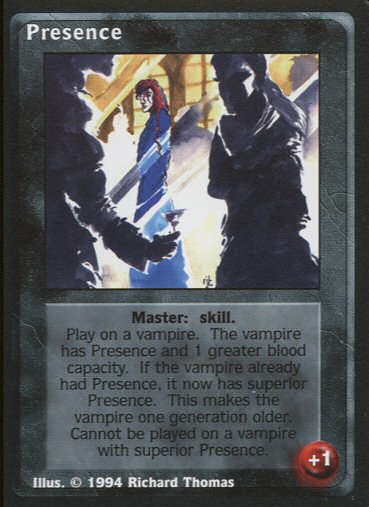 Presence
Master: skill.
Play on a vampire. The vampire
has Presence and 1 greater blood
capacity. If the vampire already
had Presence, it now has superior
Presence. This makes the
vampire one generation older.
Cannot be played on a vampire
with superior Presence.
+1
Illus. © 1994 Richard Thomas